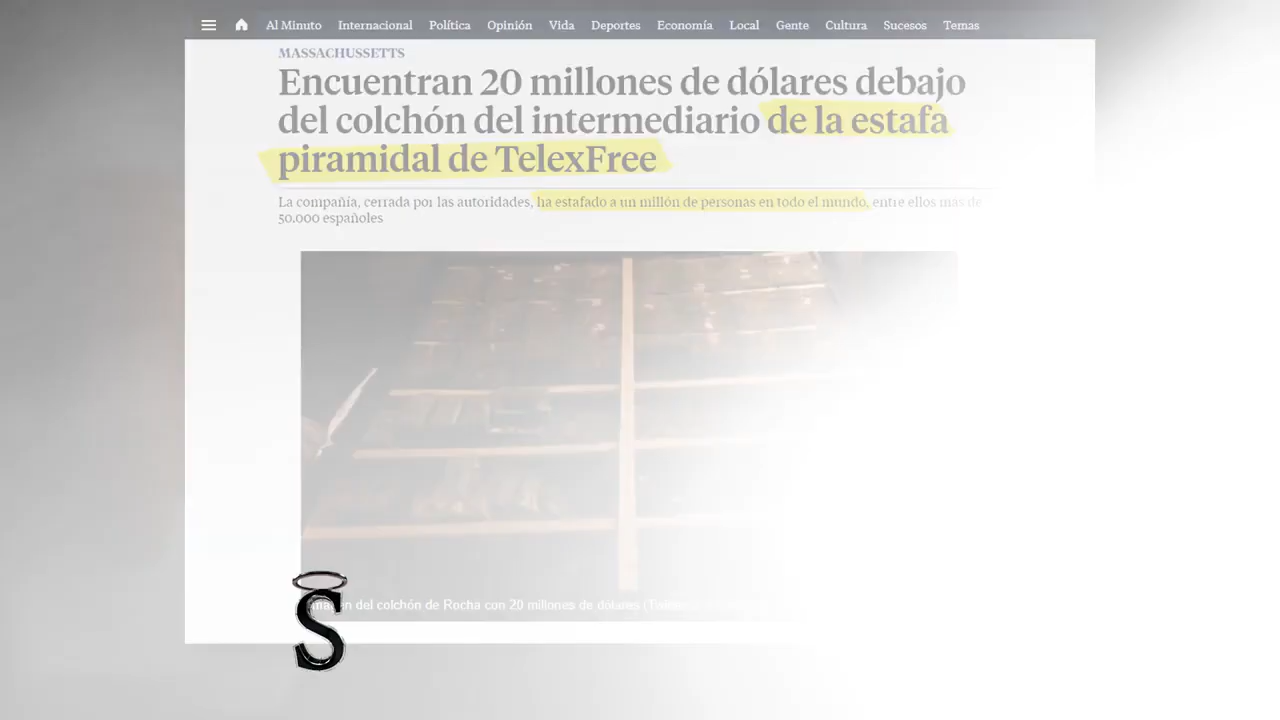 Al Minuto Internacional Política Opinión Vida Deportes Economía Local Gente Cultura Sucesos Temas
MASSACHUSSETTS
Encuentran 20 millones de dólares debajo
del colchón del intermediario de la estafa
piramidal de TelexFree
La compañía, cerrada por las autoridades, ha estafado a un millón de personas en todo el mundo, entre ellos más de
50.000 españoles
Imagen del colchón de Rocha con 20 millones de dólares
S